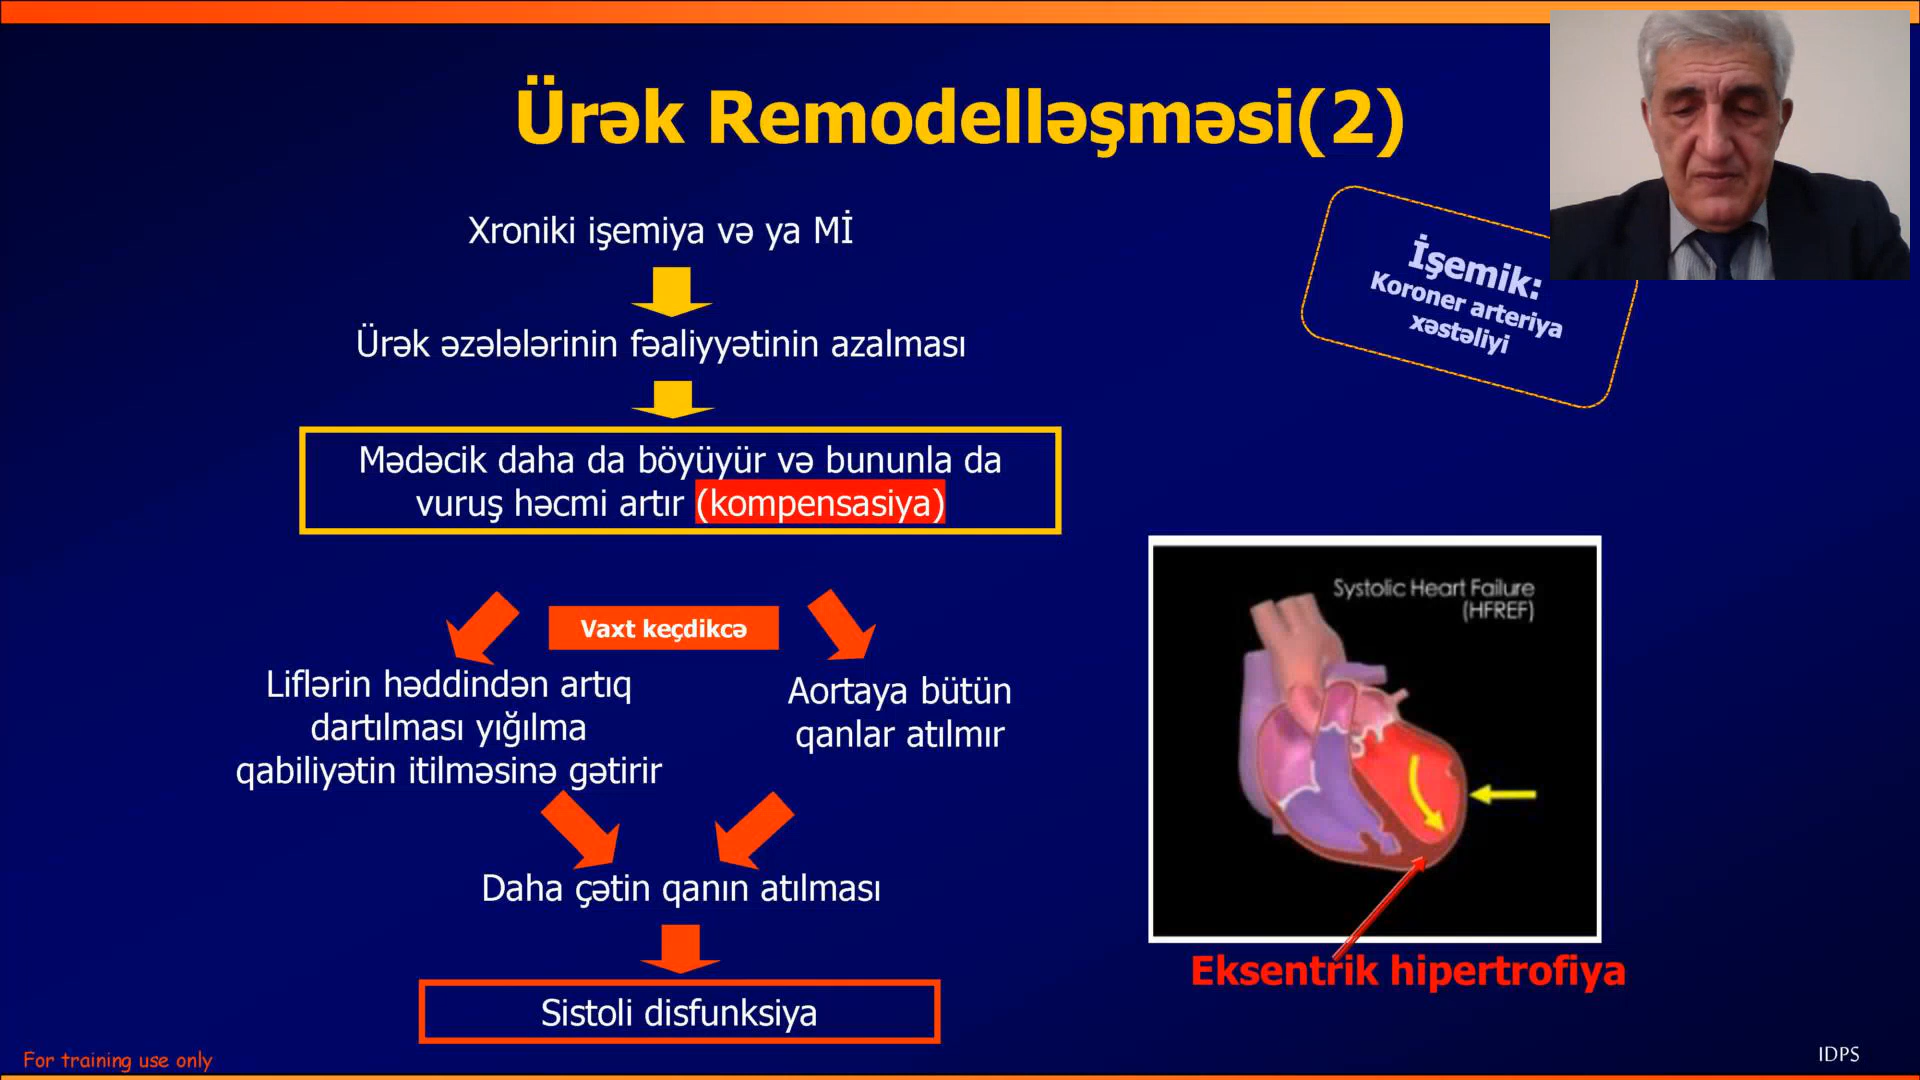 Ürək Remodelləşməsi(2)
Xroniki işemiya və ya Mİ
Ürək əzələlərinin fəaliyyətinin azalması
Mədəcik daha da böyüyür və bununla da
vuruş həcmi artır (kompensasiya)
Vaxt keçdikcə
Liflərin həddindən artıq
dartılması yığılma
qabiliyətin itilməsinə gətirir
Aortaya bütün
qanlar atılmır
Daha çətin qanın atılması
Sistoli disfunksiya
İşemik:
Koroner arteriya
xəstəliyi
Systolic Heart Failure
(HFREF)
Eksentrik hipertrofiya
For training use only
IDPS